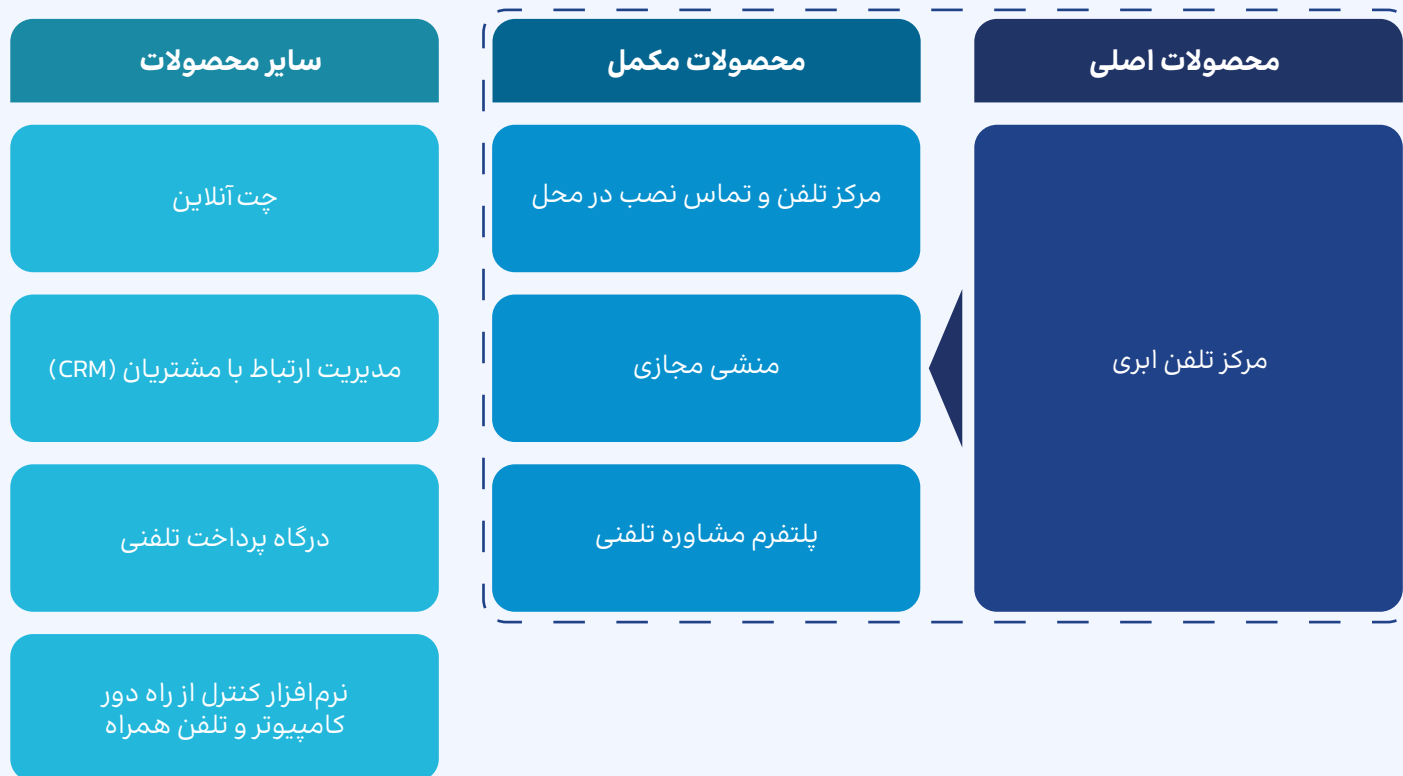 محصولات اصلی
مرکز تلفن ابری
محصولات مکمل
مرکز تلفن و تماس نصب در محل
منشی مجازی
پلتفرم مشاوره تلفنی
سایر محصولات
چت آنلاین
مدیریت ارتباط با مشتریان (CRM)
درگاه پرداخت تلفنی
نرم‌افزار کنترل از راه دور
کامپیوتر و تلفن همراه